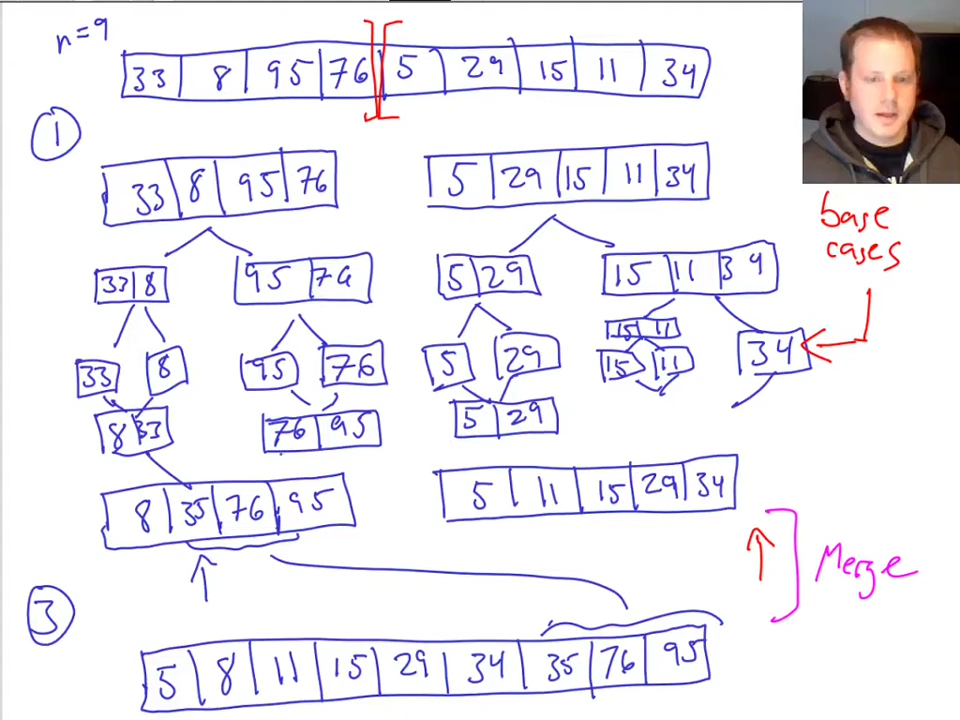 n=9
33 8 95 76 5 29 15 11 34
1
33 8 95 76 5 29 15 11 34
base
cases
33 8 95 76 5 29 15 11 34
15 11
33 8 95 76 5 29 15 11 34
8 33 76 95 5 29
8 35 76 95 5 11 15 29 34
Merge
3
5 8 11 15 29 34 35 76 95